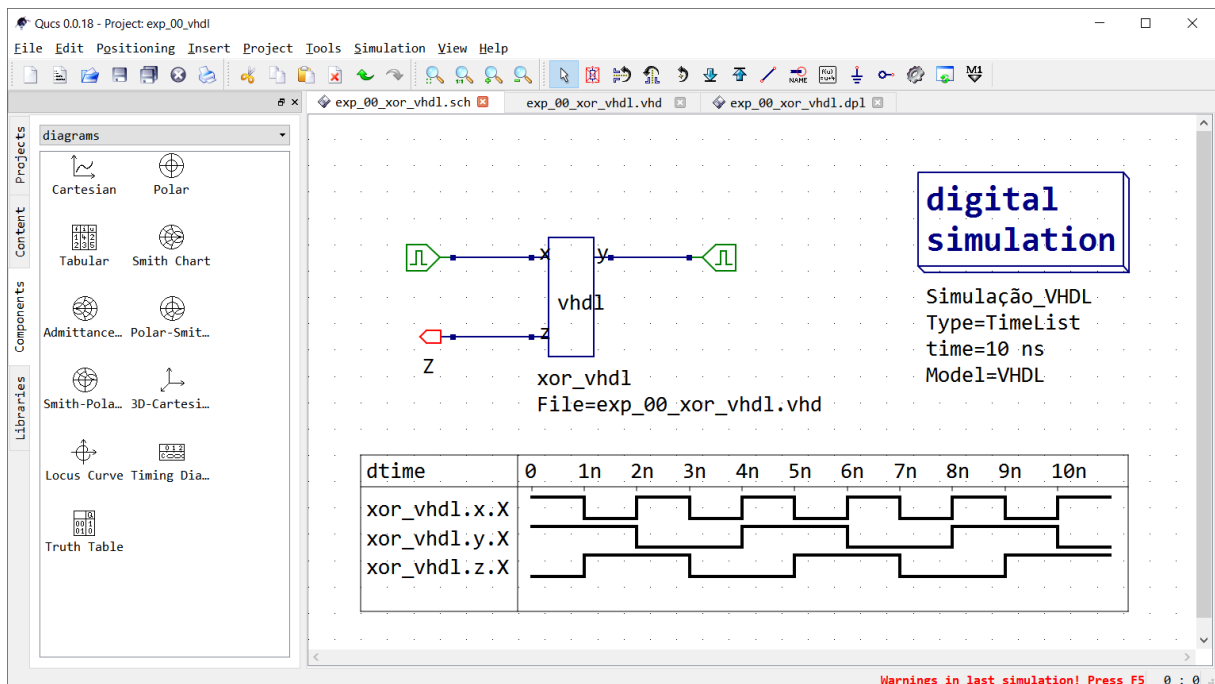 Qucs 0.0.18 - Project: exp_00_vhdl
File Edit Positioning Insert Project Tools Simulation View Help
NAME
M1
exp_00_xor_vhdl.sch
exp_00_xor_vhdl.vhd
exp_00_xor_vhdl.dpl
Projects
Content
Components
Libraries
diagrams
Cartesian Polar
Tabular Smith Chart
Admittance… Polar-Smit…
Smith-Pola… 3D-Cartesi…
Locus Curve Timing Dia…
Truth Table
x y
vhdl
z
Z
xor_vhdl
File=exp_00_xor_vhdl.vhd
digital
simulation
Simulação_VHDL
Type=TimeList
time=10 ns
Model=VHDL
dtime 0 1n 2n 3n 4n 5n 6n 7n 8n 9n 10n
xor_vhdl.x.X
xor_vhdl.y.X
xor_vhdl.z.X
Warnings in last simulation! Press F5 0 : 0